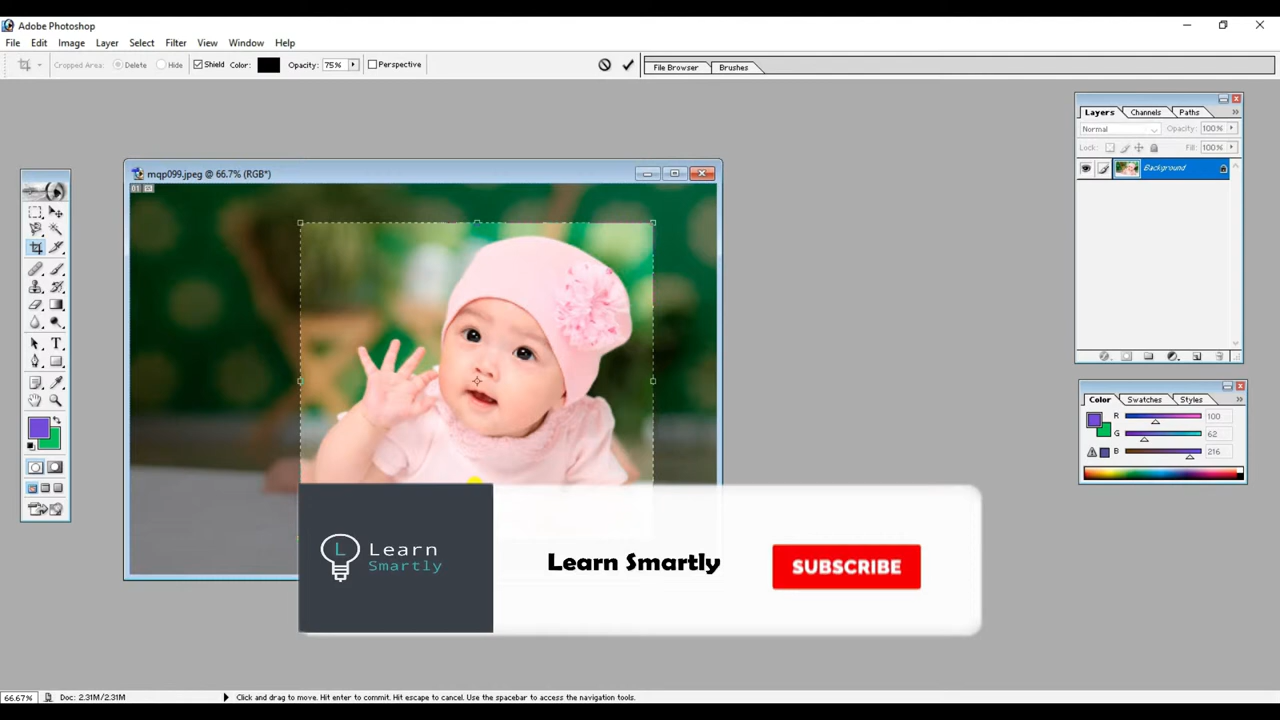 Adobe Photoshop
File Edit Image Layer Select Filter View Window Help
Cropped Area: Delete Hide Shield Color: Opacity: 75% Perspective File Browser Brushes
Layers Channels Paths
Normal Opacity: 100%
Lock: Fill: 100%
Background
mqp099.jpeg @ 66.7% (RGB*)
01
Color Swatches Styles
R 100
G 62
B 216
L Learn
Smartly
Learn Smartly
SUBSCRIBE
66.67% Doc: 2.31M/2.31M Click and drag to move. Hit enter to commit. Hit escape to cancel. Use the spacebar to access the navigation tools.